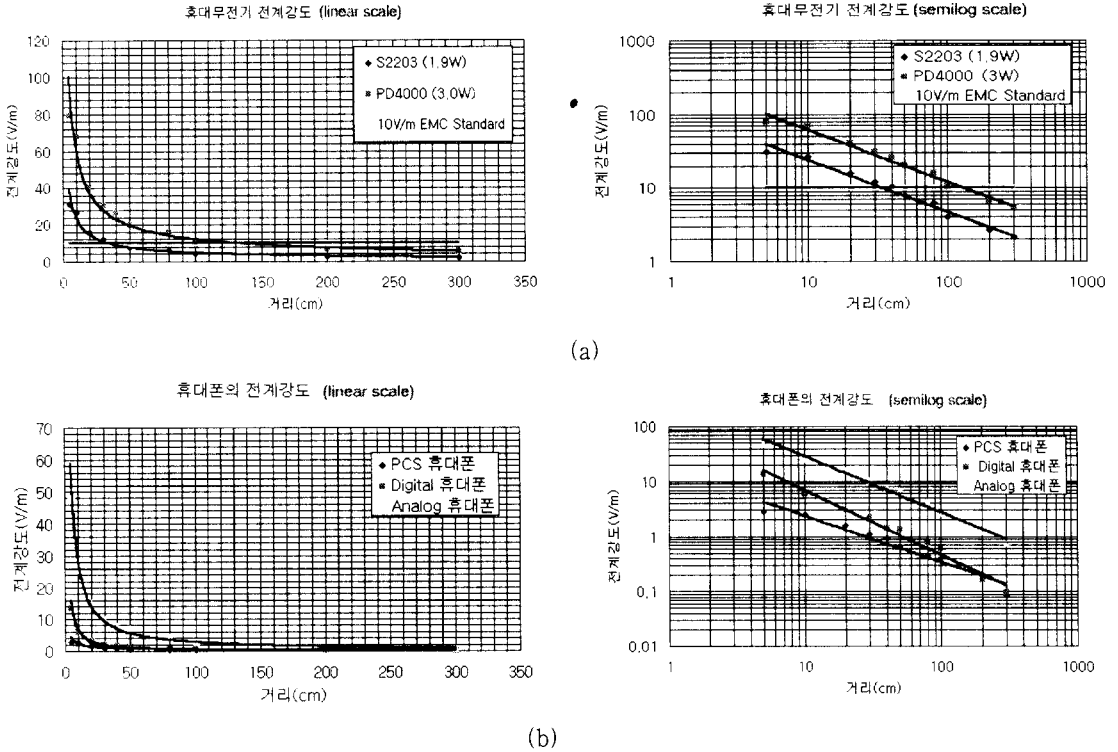 휴대무전기 전계강도 (linear scale)
전계강도(V/m)
120
100
80
60
40
20
0
S2203 (1,9W)
PD4000 (3,0W)
10V/m EMC Standard
0 50 100 150 200 250 300 350
거리(cm)
휴대무전기 전계강도 (semilog scale)
전계강도(V/m)
1000
100
10
1
S2203 (1,9W)
PD4000 (3W)
10V/m EMC Standard
1 10 100 1000
거리(cm)
(a)
휴대폰의 전계강도 (linear scale)
전계강도(V/m)
70
60
50
40
30
20
10
0
PCS 휴대폰
Digital 휴대폰
Analog 휴대폰
0 50 100 150 200 250 300 350
거리(cm)
휴대폰의 전계강도 (semilog scale)
전계강도(V/m)
100
10
1
0.1
0.01
PCS 휴대폰
Digital 휴대폰
Analog 휴대폰
1 10 100 1000
거리(cm)
(b)